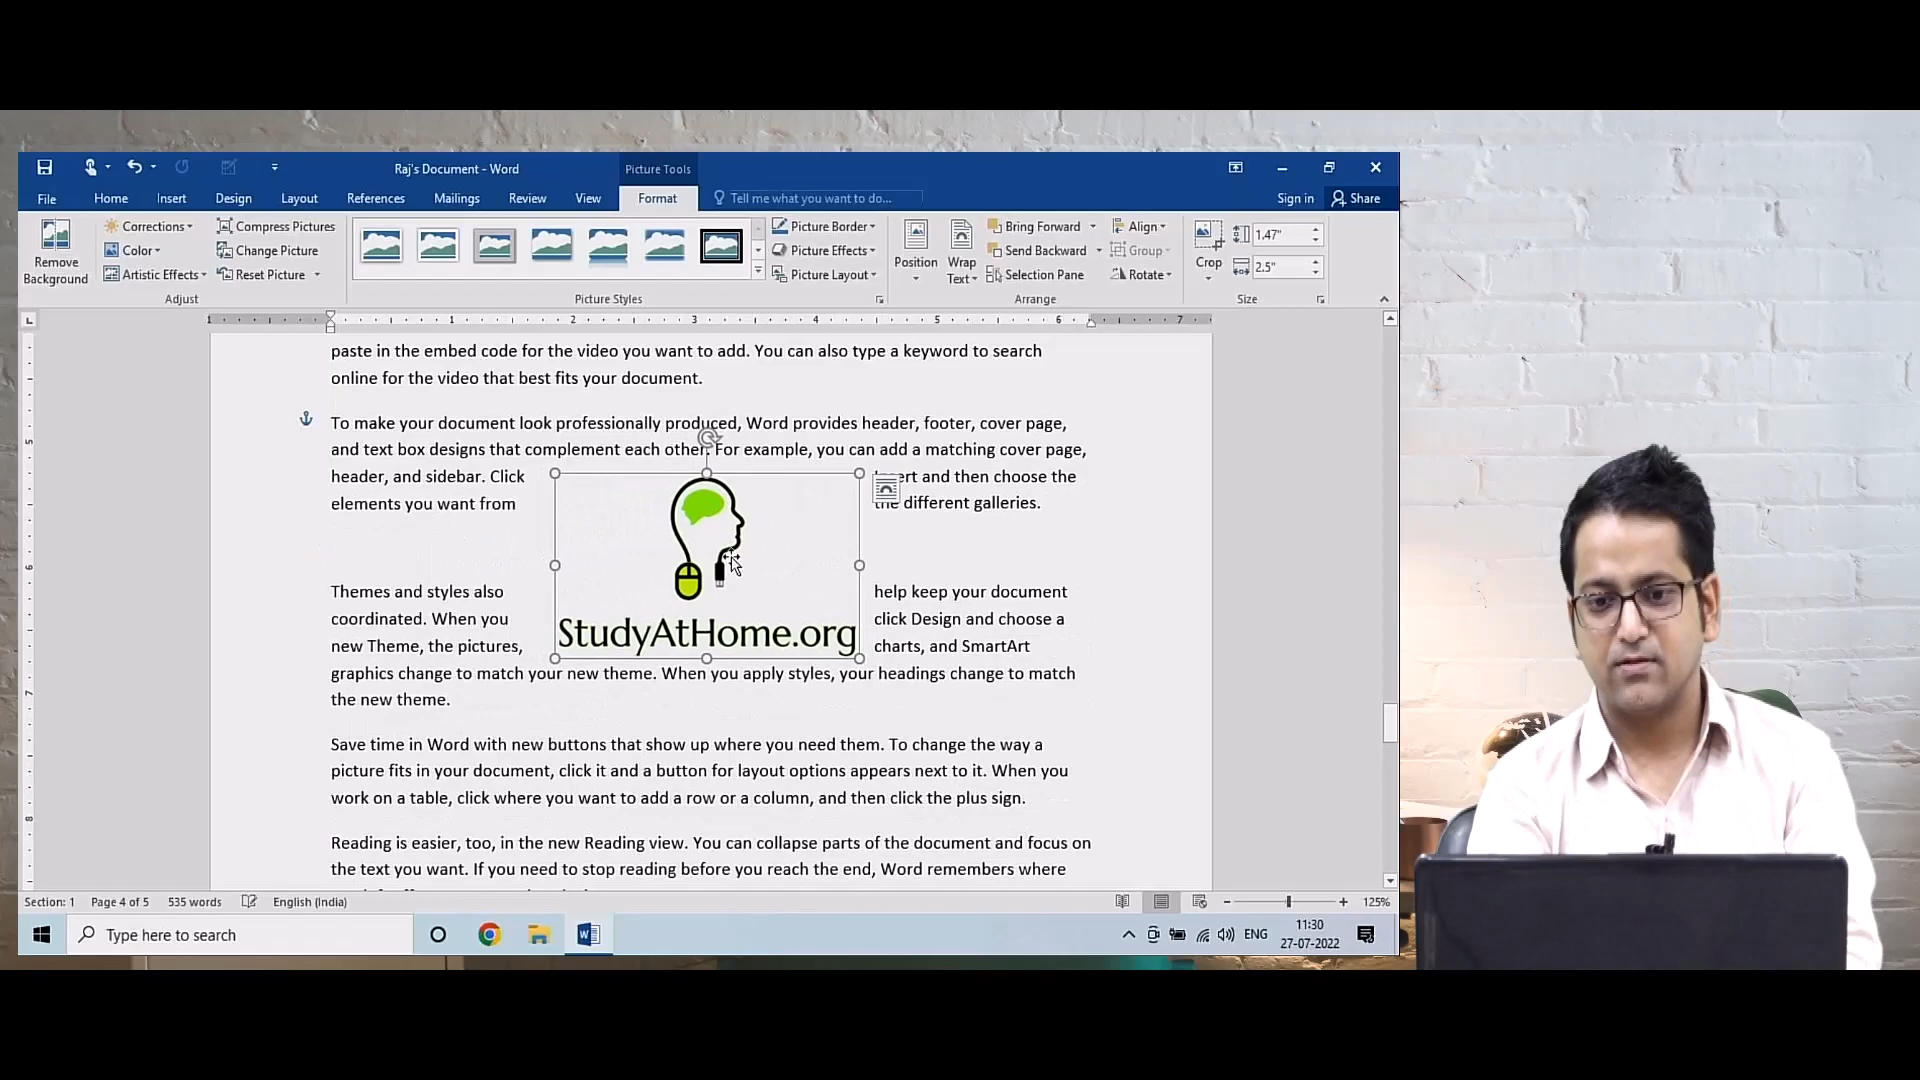 Raj's Document - Word
Picture Tools
File Home Insert Design Layout References Mailings Review View Format Tell me what you want to do... Sign in Share
Remove Background
Corrections
Color
Artistic Effects
Compress Pictures
Change Picture
Reset Picture
Adjust
Picture Styles
Picture Border
Picture Effects
Picture Layout
Position
Wrap Text
Bring Forward
Send Backward
Selection Pane
Align
Group
Rotate
Arrange
Crop
1.47"
2.5"
Size
1 1 2 3 4 5 6 7
5
6
7
8
paste in the embed code for the video you want to add. You can also type a keyword to search
online for the video that best fits your document.
To make your document look professionally produced, Word provides header, footer, cover page,
and text box designs that complement each other. For example, you can add a matching cover page,
header, and sidebar. Click Insert and then choose the
elements you want from the different galleries.
StudyAtHome.org
Themes and styles also help keep your document
coordinated. When you click Design and choose a
new Theme, the pictures, charts, and SmartArt
graphics change to match your new theme. When you apply styles, your headings change to match
the new theme.
Save time in Word with new buttons that show up where you need them. To change the way a
picture fits in your document, click it and a button for layout options appears next to it. When you
work on a table, click where you want to add a row or a column, and then click the plus sign.
Reading is easier, too, in the new Reading view. You can collapse parts of the document and focus on
the text you want. If you need to stop reading before you reach the end, Word remembers where
Section: 1 Page 4 of 5 535 words English (India) 125%
Type here to search
ENG
11:30
27-07-2022